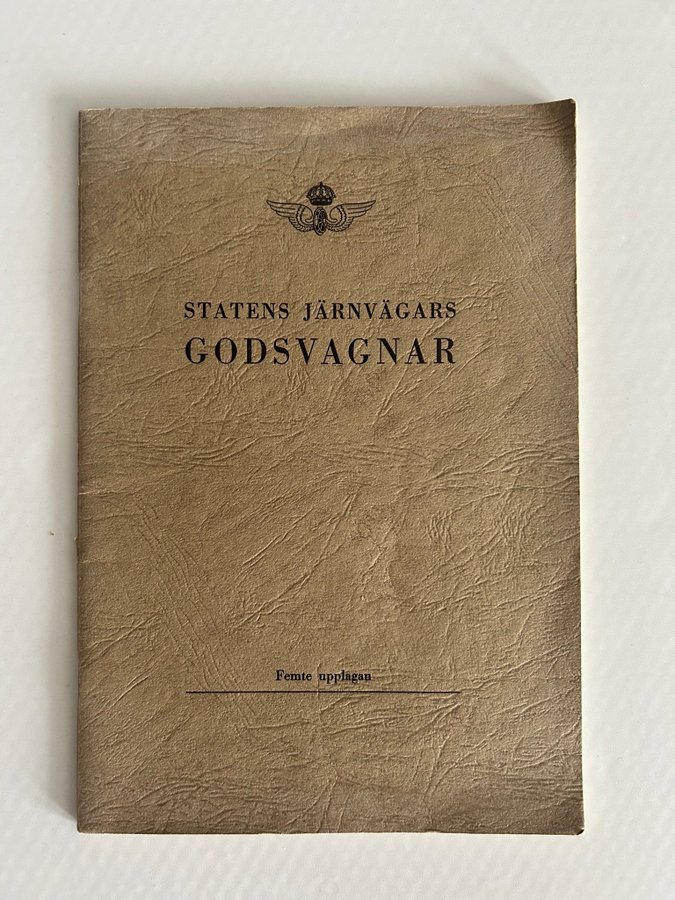 STATENS JÄRNVÄGARS
GODSVAGNAR
Femte upplagan